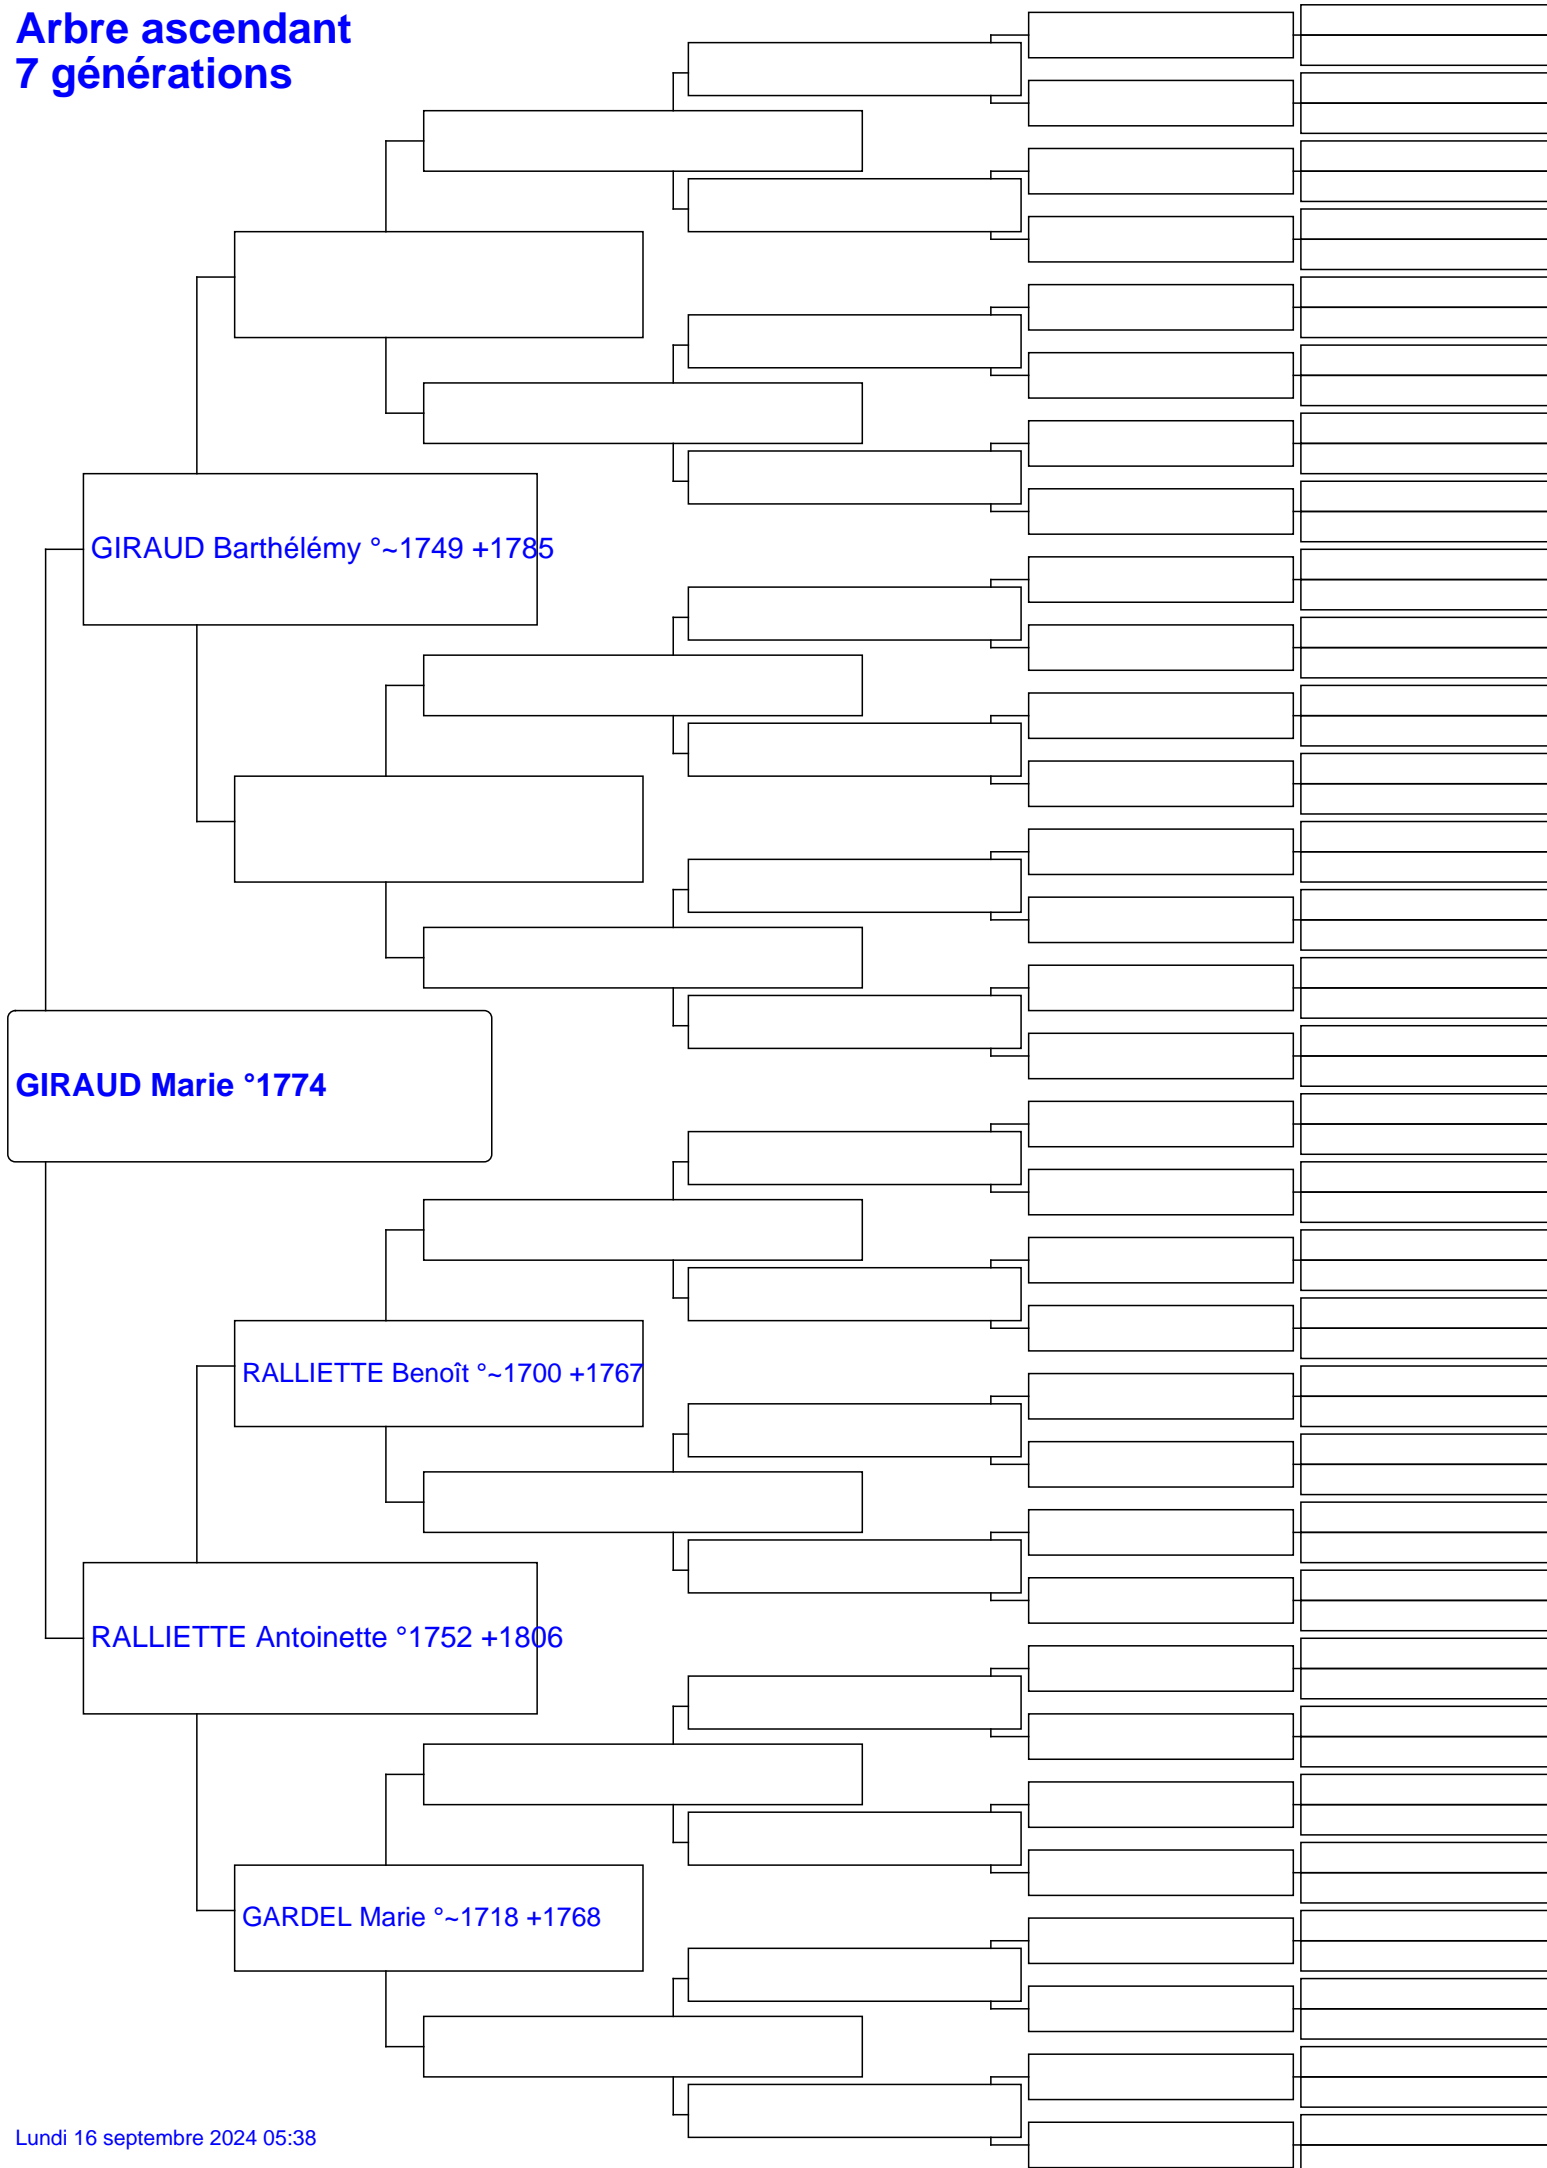 Arbre ascendant
7 générations
GIRAUD Barthélémy °~1749 +1785
GIRAUD Marie °1774
RALLIETTE Benoît °~1700 +1767
RALLIETTE Antoinette °1752 +1806
GARDEL Marie °~1718 +1768
Lundi 16 septembre 2024 05:38